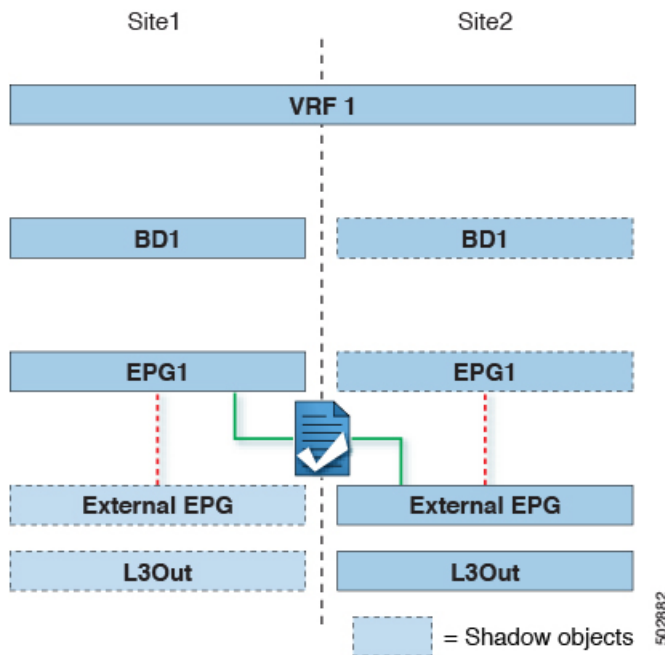 Site1 Site2
VRF 1
BD1 BD1
EPG1 EPG1
External EPG External EPG
L3Out L3Out
= Shadow objects
502882